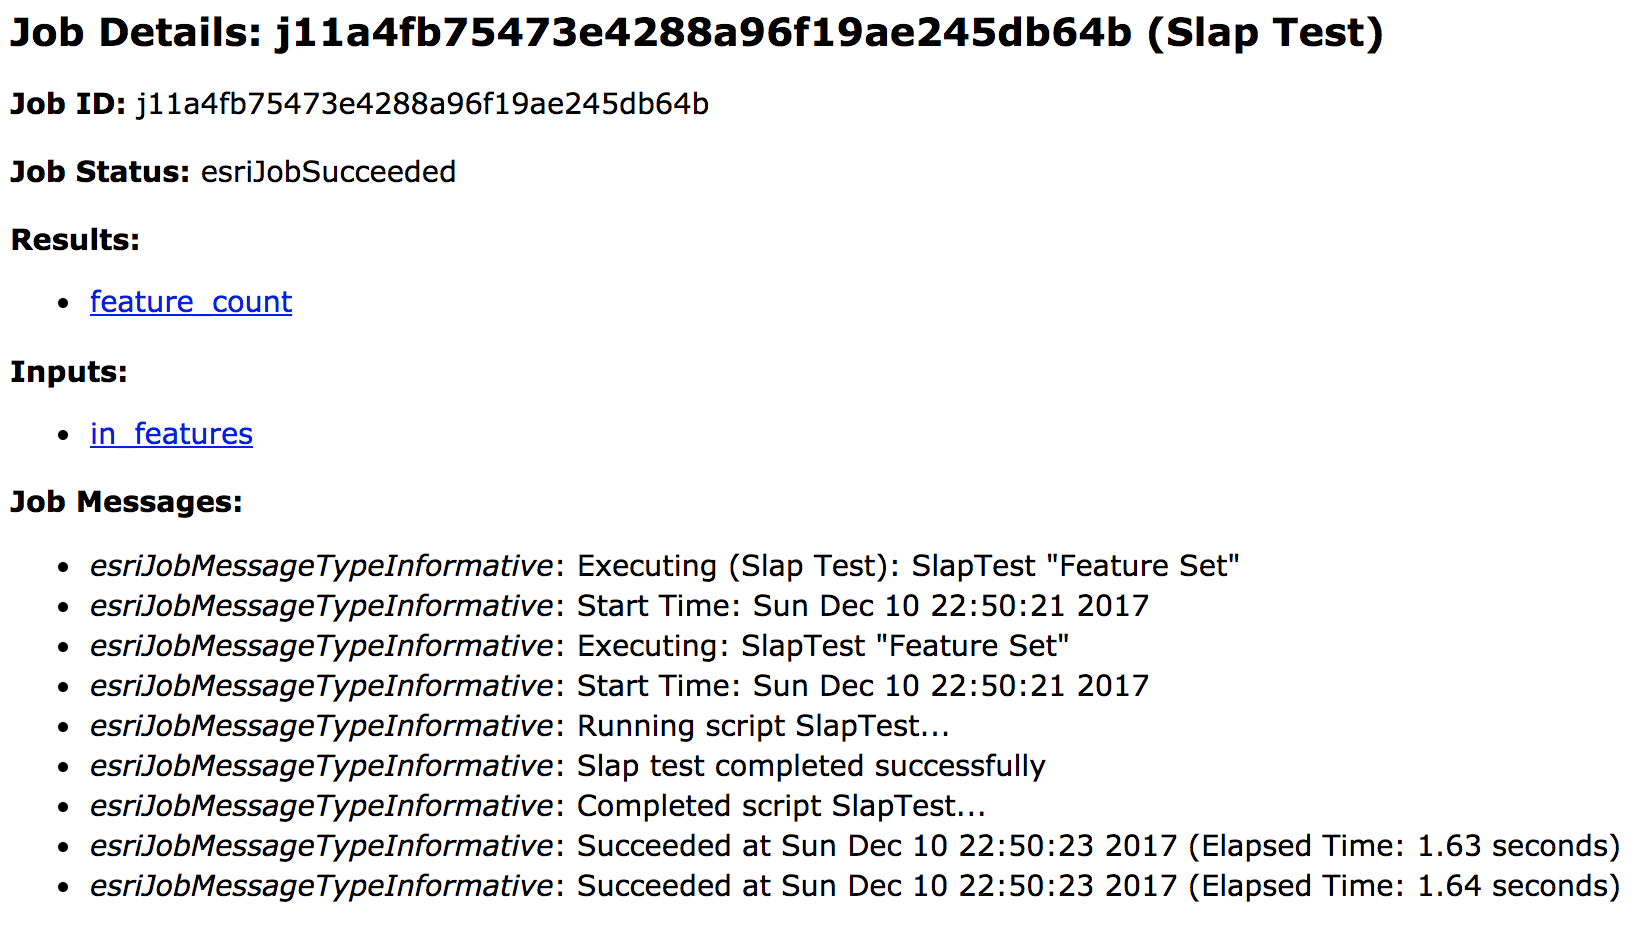 Job Details: j11a4fb75473e4288a96f19ae245db64b (Slap Test)
Job ID: j11a4fb75473e4288a96f19ae245db64b
Job Status: esriJobSucceeded
Results:
• feature_count
Inputs:
• in_features
Job Messages:
• esriJobMessageTypeInformative: Executing (Slap Test): SlapTest "Feature Set"
• esriJobMessageTypeInformative: Start Time: Sun Dec 10 22:50:21 2017
• esriJobMessageTypeInformative: Executing: SlapTest "Feature Set"
• esriJobMessageTypeInformative: Start Time: Sun Dec 10 22:50:21 2017
• esriJobMessageTypeInformative: Running script SlapTest...
• esriJobMessageTypeInformative: Slap test completed successfully
• esriJobMessageTypeInformative: Completed script SlapTest...
• esriJobMessageTypeInformative: Succeeded at Sun Dec 10 22:50:23 2017 (Elapsed Time: 1.63 seconds)
• esriJobMessageTypeInformative: Succeeded at Sun Dec 10 22:50:23 2017 (Elapsed Time: 1.64 seconds)